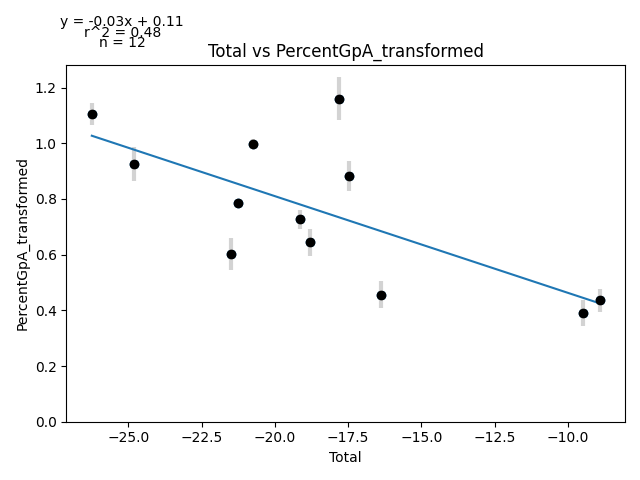 y = -0.03x + 0.11
r^2 = 0.48
n = 12
Total vs PercentGpA_transformed
PercentGpA_transformed
1.2
1.0
0.8
0.6
0.4
0.2
0.0
−25.0 −22.5 −20.0 −17.5 −15.0 −12.5 −10.0
Total